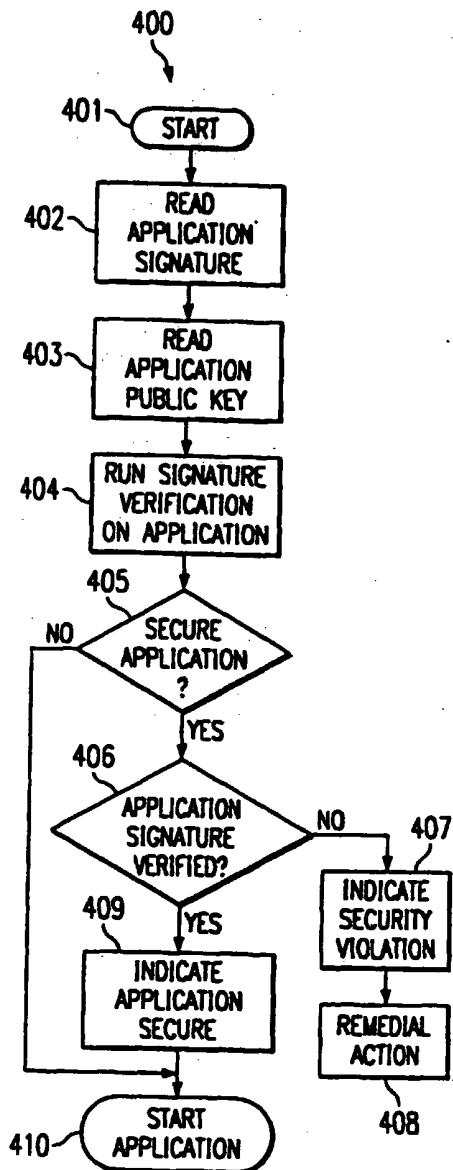 400
401
START
402
READ
APPLICATION
SIGNATURE
403
READ
APPLICATION
PUBLIC KEY
404
RUN SIGNATURE
VERIFICATION
ON APPLICATION
405
NO
SECURE
APPLICATION
?
YES
406
APPLICATION
SIGNATURE
VERIFIED?
NO
407
INDICATE
SECURITY
VIOLATION
YES
409
INDICATE
APPLICATION
SECURE
REMEDIAL
ACTION
408
410
START
APPLICATION